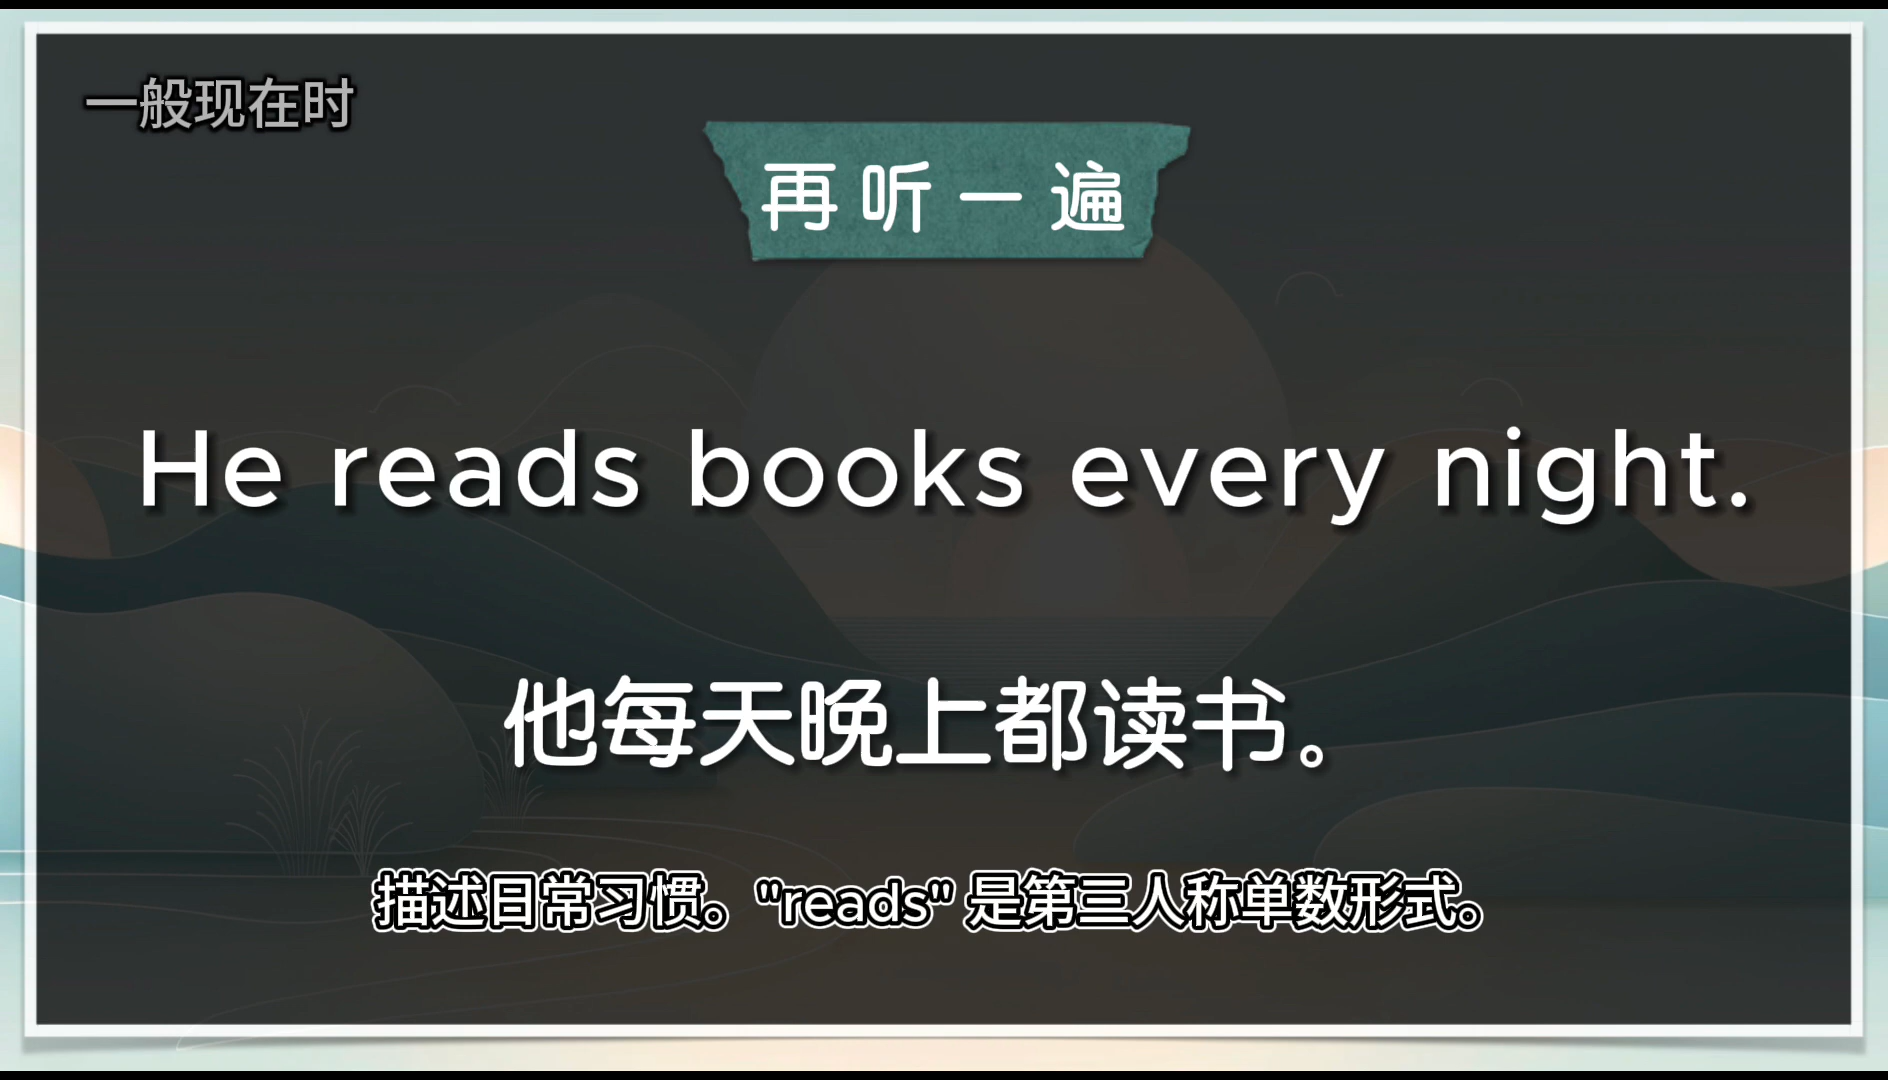 一般现在时
再听一遍
He reads books every night.
他每天晚上都读书。
描述日常习惯。"reads" 是第三人称单数形式。